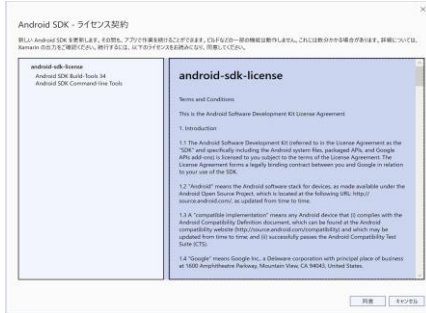 Android SDK - ライセンス契約
新しい Android SDK を更新します。その間も、アプリで作業を続けることができますが、ビルドなどの一部の機能は動作しません。これには数分かかる場合があります。詳細については、
Xamarin の出力をご確認ください。続行するには、以下のライセンスをお読みになり、同意してください。
android-sdk-license
Android SDK Build-Tools 34
Android SDK Command-line Tools
android-sdk-license
Terms and Conditions
This is the Android Software Development Kit License Agreement
1. Introduction
1.1 The Android Software Development Kit (referred to in the License Agreement as the
"SDK" and specifically including the Android system files, packaged APIs, and Google
APIs add-ons) is licensed to you subject to the terms of the License Agreement. The
License Agreement forms a legally binding contract between you and Google in relation
to your use of the SDK.
1.2 "Android" means the Android software stack for devices, as made available under the
Android Open Source Project, which is located at the following URL: http://
source.android.com/, as updated from time to time.
1.3 A "compatible implementation" means any Android device that (i) complies with the
Android Compatibility Definition document, which can be found at the Android
compatibility website (http://source.android.com/compatibility) and which may be
updated from time to time; and (ii) successfully passes the Android Compatibility Test
Suite (CTS).
1.4 "Google" means Google Inc., a Delaware corporation with principal place of business
at 1600 Amphitheatre Parkway, Mountain View, CA 94043, United States.
同意
キャンセル